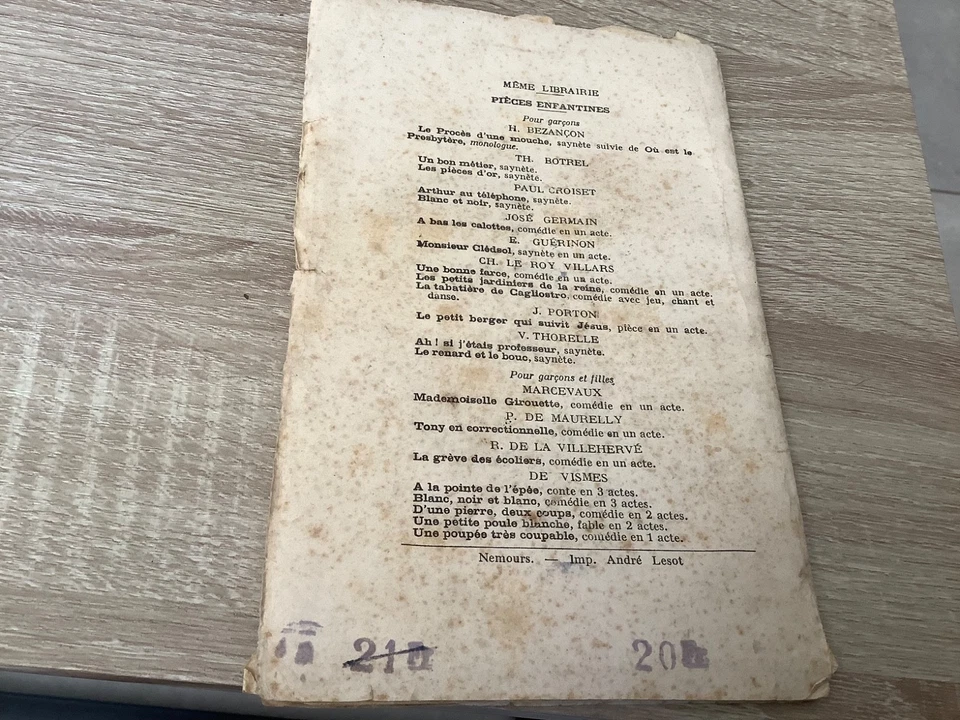 MÊME LIBRAIRIE
PIÈCES ENFANTINES
Pour garçons
H. BEZANÇON
Le Procès d'une mouche, saynète suivie de Où est le
Presbytère, monologue.
TH. BOTREL
Un bon métier, saynète.
Les pièces d'or, saynète.
PAUL CROISET
Arthur au téléphone, saynète.
Blanc et noir, saynète.
JOSÉ GERMAIN
A bas les calottes, comédie en un acte.
E. GUÉRINON
Monsieur Clédsol, saynète en un acte.
CH. LE ROY VILLARS
Une bonne farce, comédie en un acte.
Les petits jardiniers de la reine, comédie en un acte.
La tabatière de Cagliostro, comédie avec jeu, chant et
danse.
J. PORTON
Le petit berger qui suivit Jésus, pièce en un acte.
V. THORELLE
Ah ! si j'étais professeur, saynète.
Le renard et le bouc, saynète.
Pour garçons et filles
MARCEVAUX
Mademoiselle Girouette, comédie en un acte.
P. DE MAURELLY
Tony en correctionnelle, comédie en un acte.
R. DE LA VILLEHERVÉ
La grève des écoliers, comédie en un acte.
DE VISMES
A la pointe de l'épée, conte en 3 actes.
Blanc, noir et blanc, comédie en 3 actes.
D'une pierre, deux coups, comédie en 2 actes.
Une petite poule blanche, fable en 2 actes.
Une poupée très coupable, comédie en 1 acte.
Nemours. — Imp. André Lesot